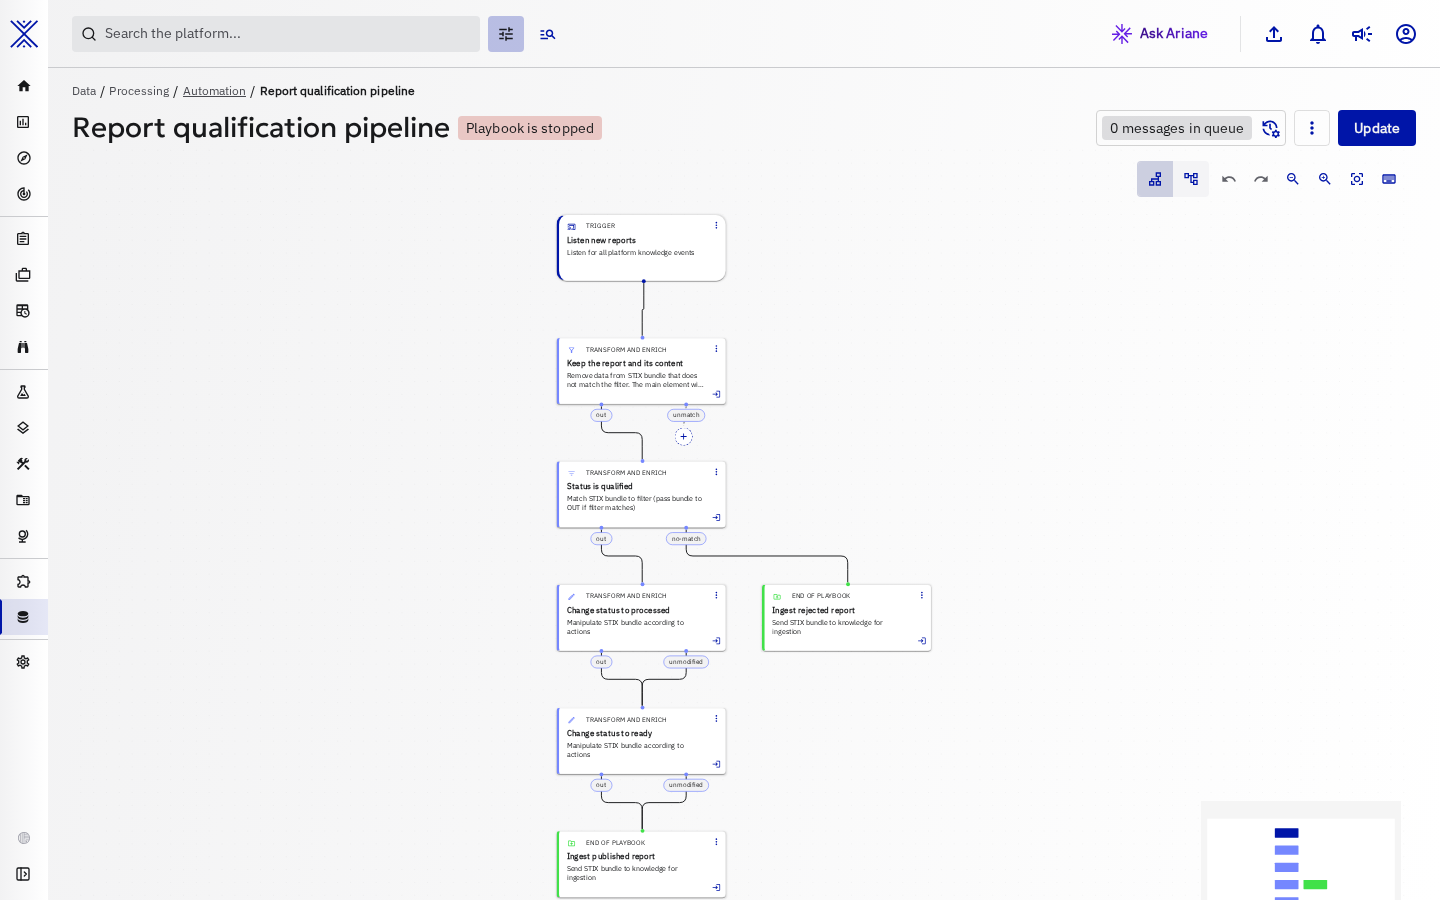 Search the platform...
Ask Ariane
Data / Processing / Automation / Report qualification pipeline
Report qualification pipeline
Playbook is stopped
0 messages in queue
Update
TRIGGER
Listen new reports
Listen for all platform knowledge events
TRANSFORM AND ENRICH
Keep the report and its content
Remove data from STIX bundle that does
not match the filter. The main element wi...
out
unmatch
+
TRANSFORM AND ENRICH
Status is qualified
Match STIX bundle to filter (pass bundle to
OUT if filter matches)
out
no-match
TRANSFORM AND ENRICH
Change status to processed
Manipulate STIX bundle according to
actions
END OF PLAYBOOK
Ingest rejected report
Send STIX bundle to knowledge for
ingestion
out
unmodified
TRANSFORM AND ENRICH
Change status to ready
Manipulate STIX bundle according to
actions
out
unmodified
END OF PLAYBOOK
Ingest published report
Send STIX bundle to knowledge for
ingestion